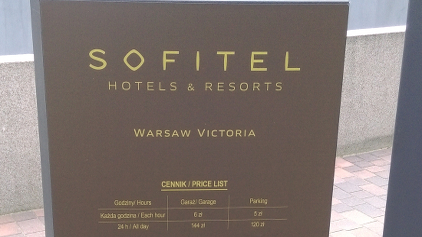 SOFITEL
HOTELS & RESORTS
WARSAW VICTORIA
CENNIK / PRICE LIST
Godziny/ Hours Garaż/ Garage Parking
Każda godzina / Each hour 6 zł 5 zł
24 h / All day 144 zł 120 zł